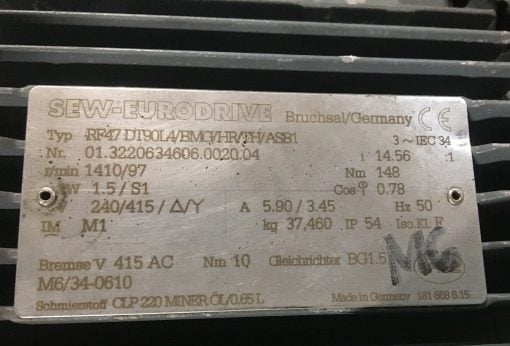 SEW-EURODRIVE Bruchsal/Germany CE
Typ RF47 DT90L4/BMG/HR/TH/ASB1 3~IEC 34
Nr. 01.3220634606.0020.04 i 14.56 :1
r/min 1410/97 Nm 148
kW 1.5/S1 Cos φ 0.78
V 240/415/Δ/Y A 5.90/3.45 Hz 50
IM M1 kg 37,460 IP 54 Iso.Kl. F
Bremse V 415 AC Nm 10 Gleichrichter BG1.5 M6
M6/34-0610
Schmierstoff CLP 220 MINER.ÖL/0.65 L Made in Germany 181 868 6.15